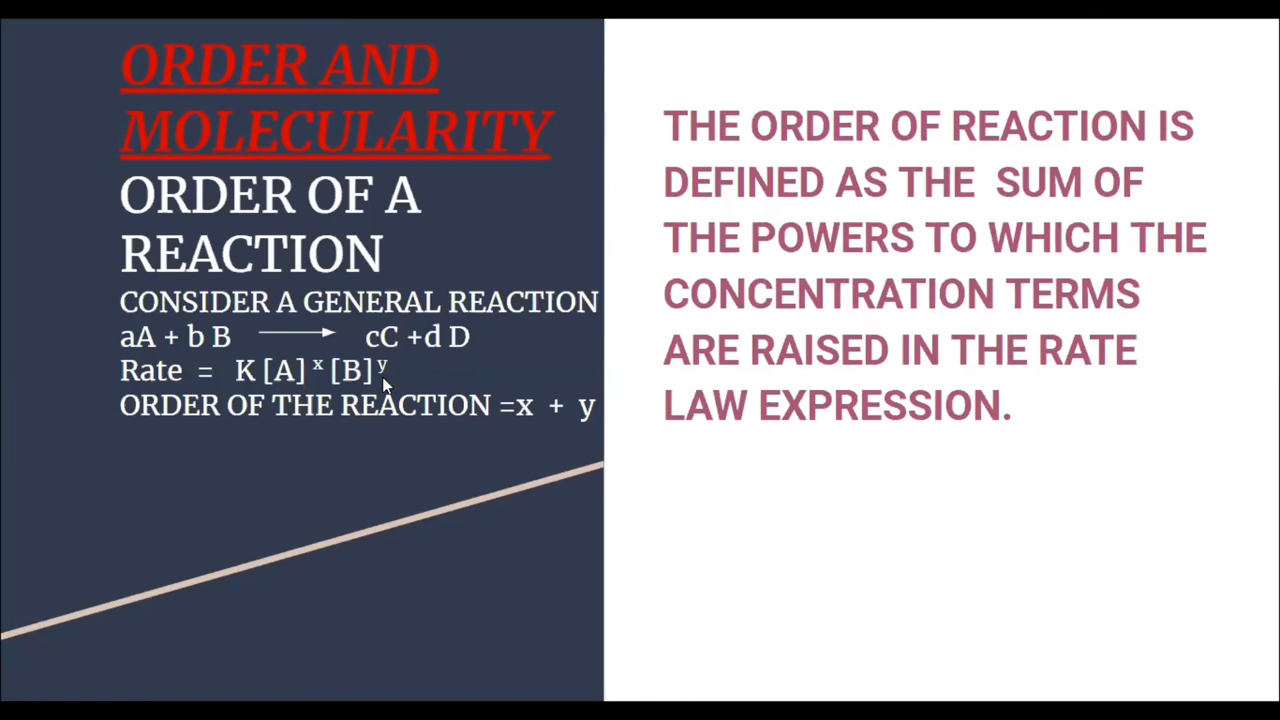 ORDER AND
MOLECULARITY
ORDER OF A
REACTION
CONSIDER A GENERAL REACTION
aA + b B ⟶ cC +d D
Rate = K [A] ˣ [B] ʸ
ORDER OF THE REACTION =x + y
THE ORDER OF REACTION IS
DEFINED AS THE SUM OF
THE POWERS TO WHICH THE
CONCENTRATION TERMS
ARE RAISED IN THE RATE
LAW EXPRESSION.